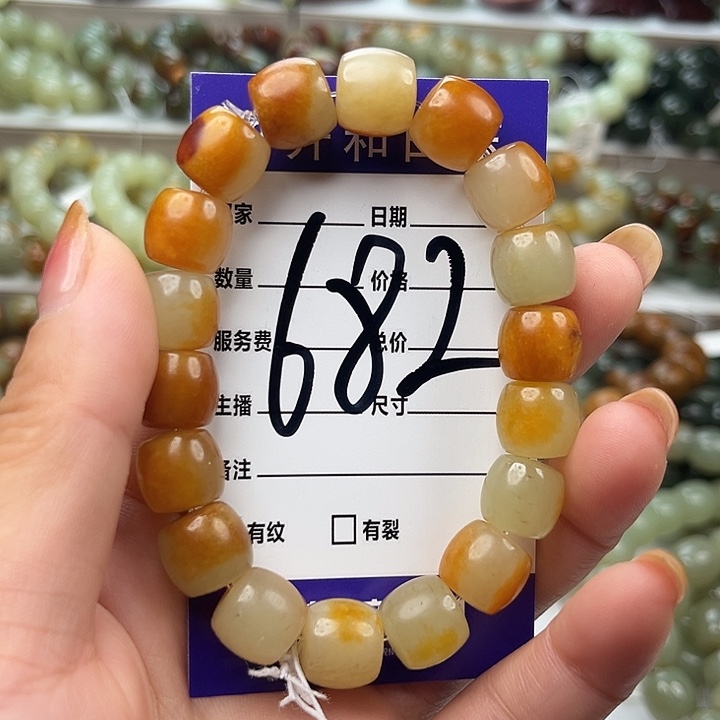 和
家 日期
数量 价格
服务费 总价
主播 尺寸
备注
有纹 □有裂
682